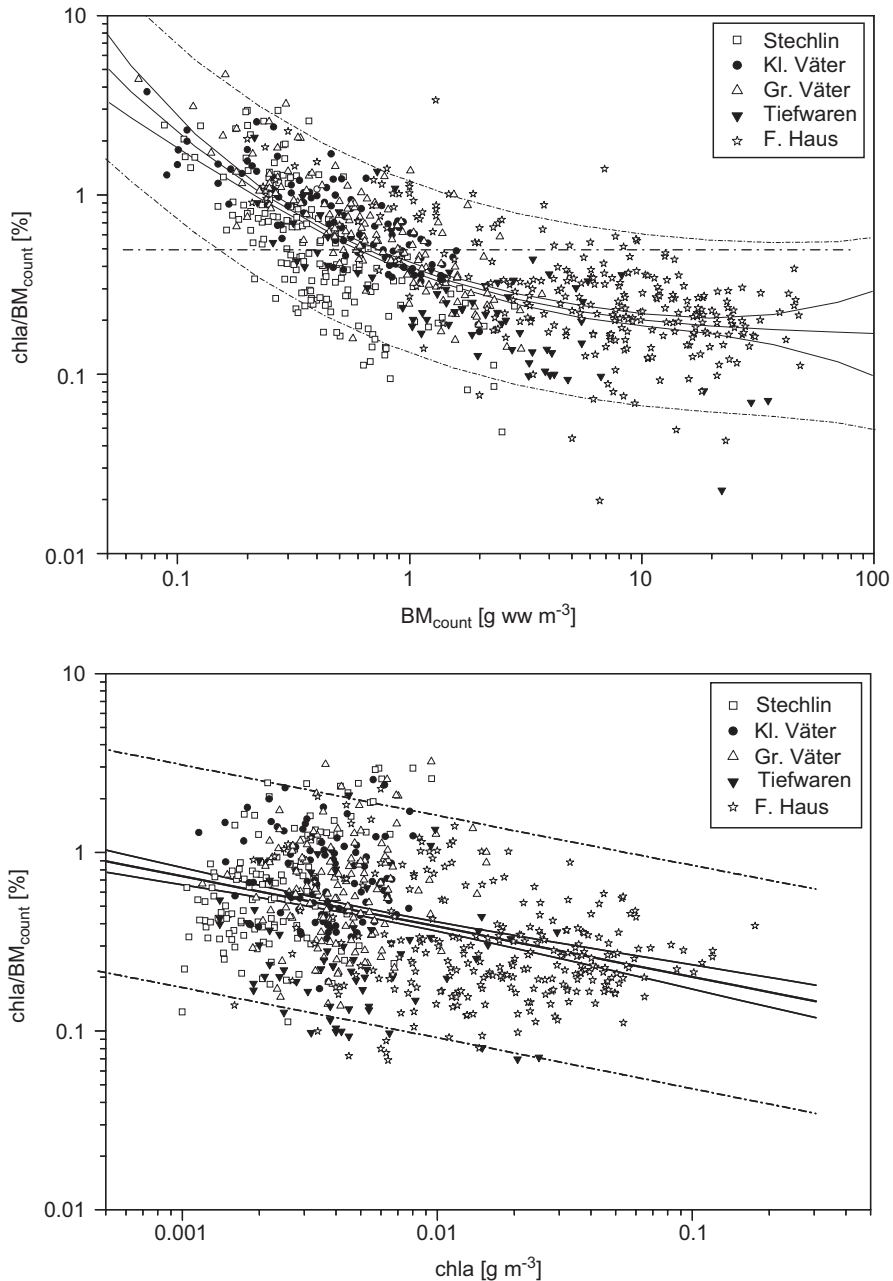 10
1
0.1
0.01
chla/BM_count [%]
0.1
1
10
100
BM_count [g ww m⁻³]
Stechlin
Kl. Väter
Gr. Väter
Tiefwaren
F. Haus
10
1
0.1
0.01
chla/BM_count [%]
0.001
0.01
0.1
chla [g m⁻³]
Stechlin
Kl. Väter
Gr. Väter
Tiefwaren
F. Haus